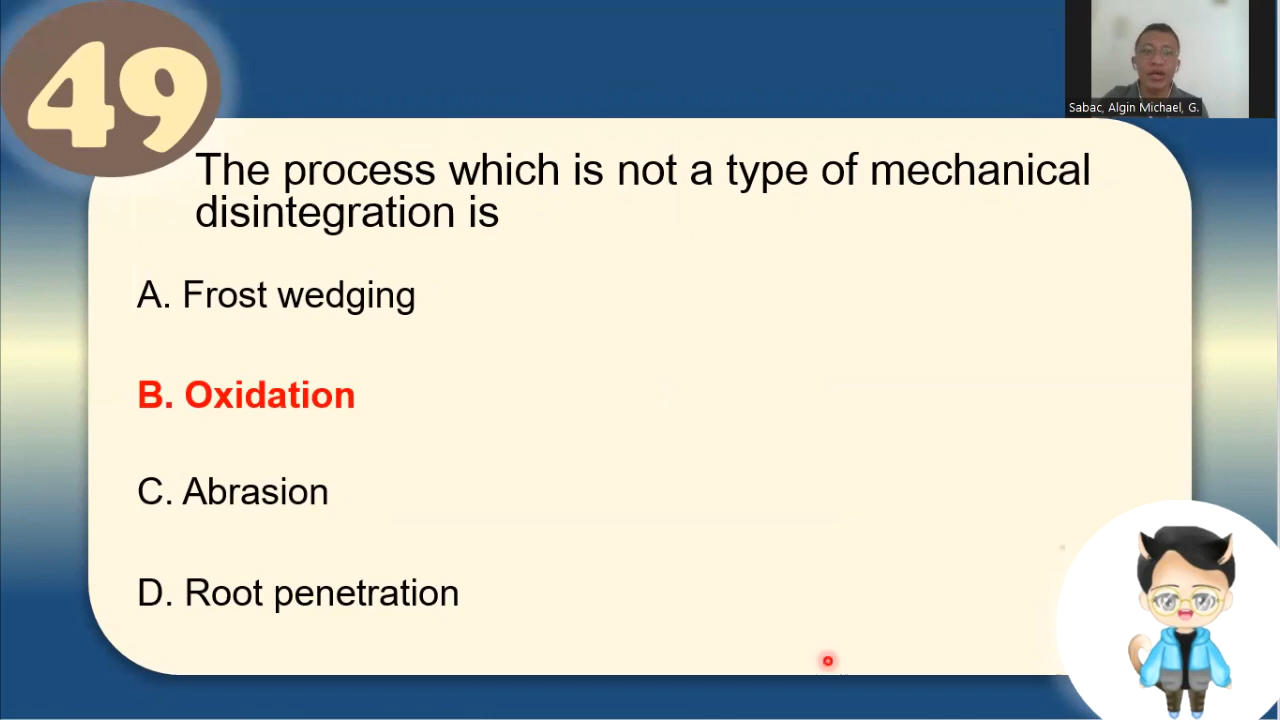 49
Sabac, Algin Michael, G.
The process which is not a type of mechanical
disintegration is
A. Frost wedging
B. Oxidation
C. Abrasion
D. Root penetration